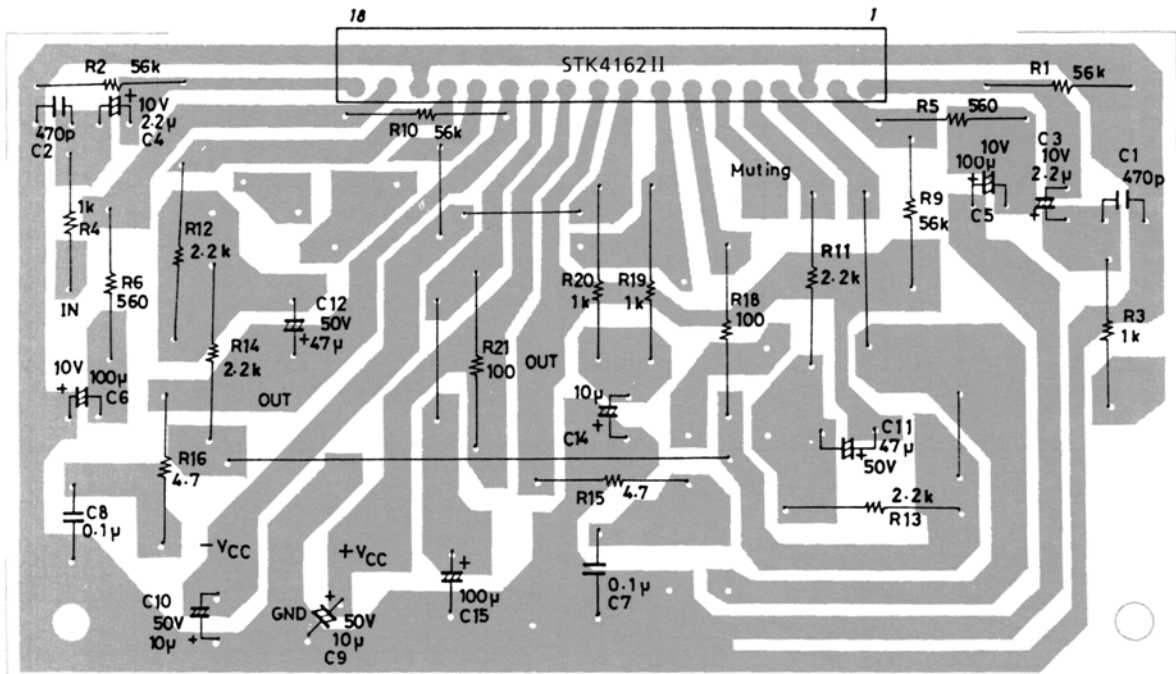 18
1
STK4162II
R2
56k
R1
56k
10V
2.2μ
C4
470p
C2
R10
56k
R5
560
10V
100μ
C5
C3
10V
2.2μ
C1
470p
Muting
1k
R4
R12
2.2k
R9
56k
R6
560
R11
2.2k
R20
1k
R19
1k
R18
100
IN
C12
50V
+47μ
R3
1k
R14
2.2k
R21
100
OUT
10V
100μ
C6
OUT
10μ
C14
C11
47μ
50V
R16
4.7
R15
4.7
2.2k
R13
C8
0.1μ
-VCC
+VCC
100μ
C15
0.1μ
C7
C10
50V
10μ
GND
50V
10μ
C9